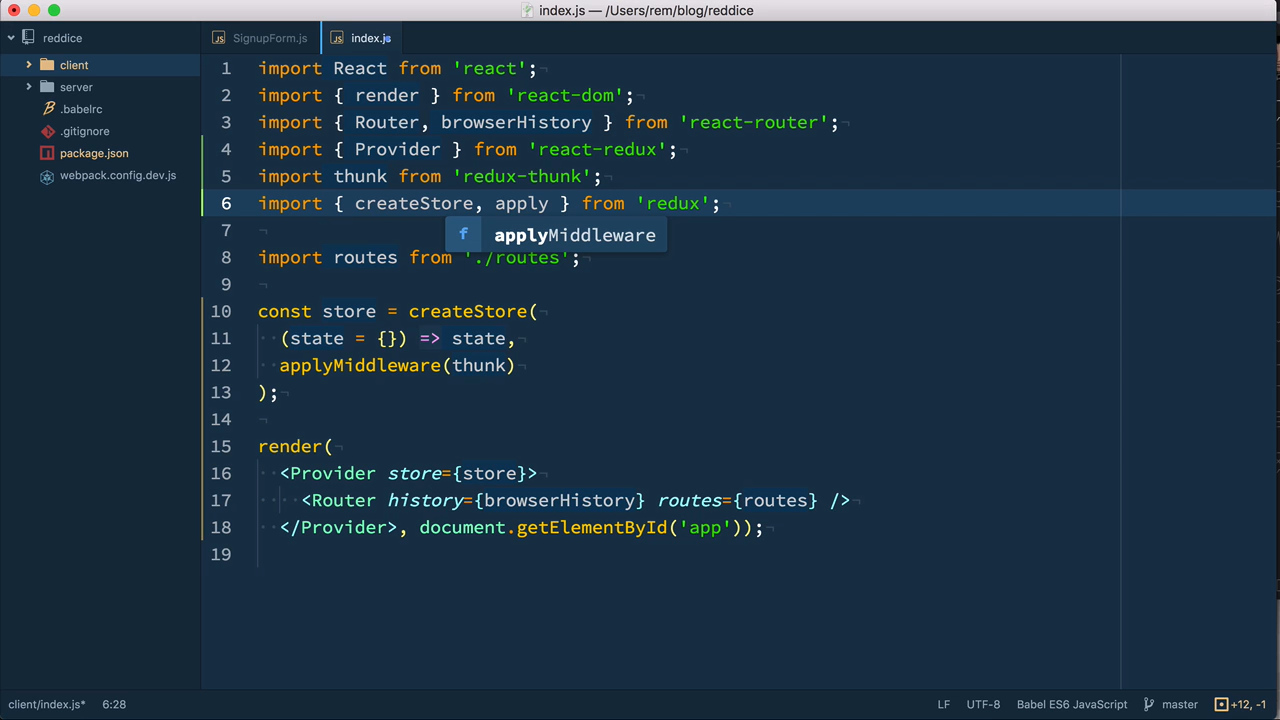 index.js — /Users/rem/blog/reddice
reddice
client
server
.babelrc
.gitignore
package.json
webpack.config.dev.js
SignupForm.js
index.js
1 import React from 'react';
2 import { render } from 'react-dom';
3 import { Router, browserHistory } from 'react-router';
4 import { Provider } from 'react-redux';
5 import thunk from 'redux-thunk';
6 import { createStore, apply } from 'redux';
f applyMiddleware
7
8 import routes from './routes';
9
10 const store = createStore(
11 (state = {}) => state,
12 applyMiddleware(thunk)
13 );
14
15 render(
16 <Provider store={store}>
17 <Router history={browserHistory} routes={routes} />
18 </Provider>, document.getElementById('app'));
19
client/index.js* 6:28 LF UTF-8 Babel ES6 JavaScript master +12, -1